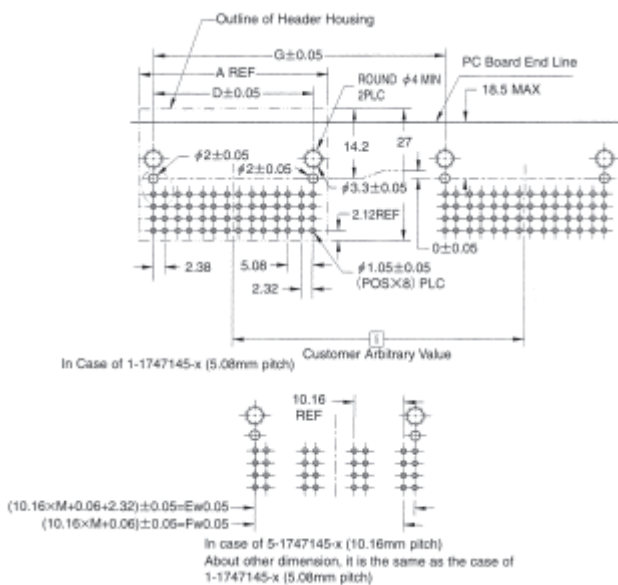 Outline of Header Housing
G±0.05
PC Board End Line
A REF
ROUND ϕ4 MIN
2PLC
18.5 MAX
D±0.05
14.2
27
ϕ2±0.05
ϕ2±0.05
ϕ3.3±0.05
2.12REF
0±0.05
2.38
5.08
ϕ1.05±0.05
(POS×8) PLC
2.32
Customer Arbitrary Value
In Case of 1-1747145-x (5.08mm pitch)
10.16
REF
(10.16×M+0.06+2.32)±0.05=Ew0.05
(10.16×M+0.06)±0.05=Fw0.05
In case of 5-1747145-x (10.16mm pitch)
About other dimension, it is the same as the case of
1-1747145-x (5.08mm pitch)